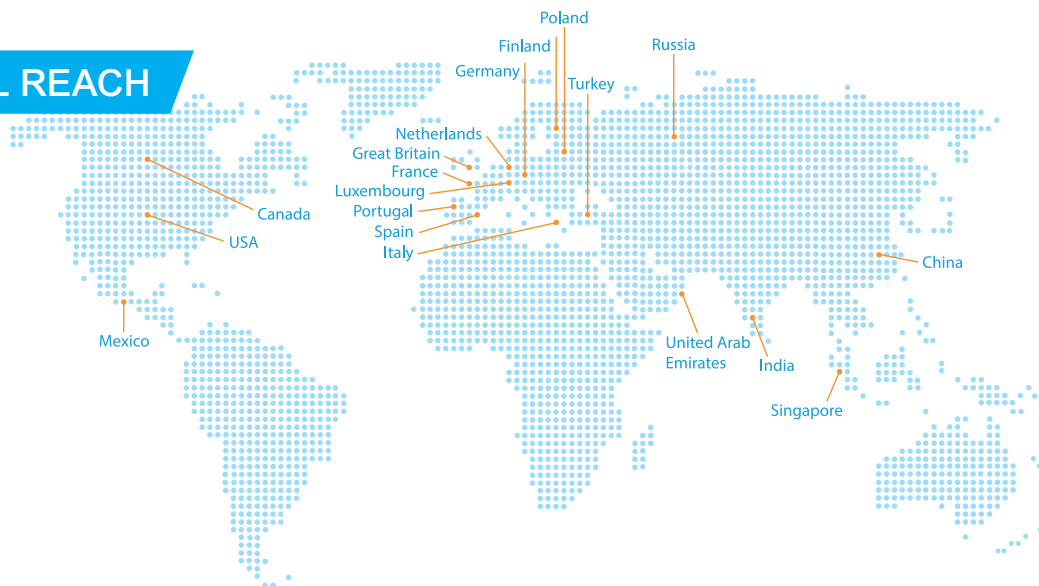 L REACH
Poland
Finland
Russia
Germany
Turkey
Netherlands
Great Britain
France
Luxembourg
Portugal
Spain
Italy
Canada
USA
Mexico
China
United Arab
Emirates
India
Singapore